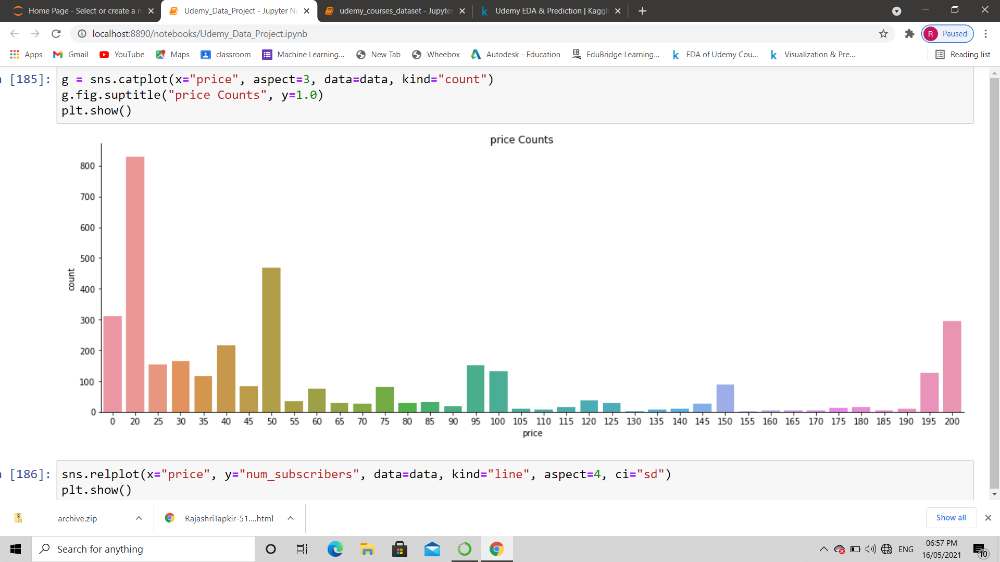 Home Page - Select or create a n
Udemy_Data_Project - Jupyter No
udemy_courses_dataset - Jupyter
Udemy EDA & Prediction | Kaggle
localhost:8890/notebooks/Udemy_Data_Project.ipynb
R Paused
Apps Gmail YouTube Maps classroom Machine Learning... New Tab Wheebox Autodesk - Education EB EduBridge Learning... k EDA of Udemy Cou... k Visualization & Pre... Reading list
[185]: g = sns.catplot(x="price", aspect=3, data=data, kind="count")
g.fig.suptitle("price Counts", y=1.0)
plt.show()
price Counts
800
700
600
500
400
300
200
100
0
count
0 20 25 30 35 40 45 50 55 60 65 70 75 80 85 90 95 100 105 110 115 120 125 130 135 140 145 150 155 160 165 170 175 180 185 190 195 200
price
[186]: sns.relplot(x="price", y="num_subscribers", data=data, kind="line", aspect=4, ci="sd")
plt.show()
archive.zip
RajashriTapkir-51....html
Show all
Search for anything
ENG
06:57 PM
16/05/2021
10